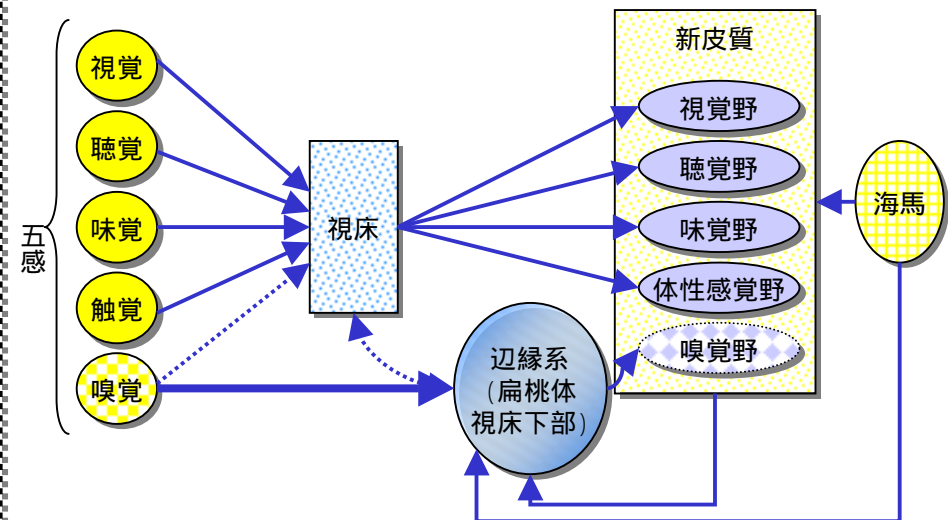 五感
視覚
聴覚
味覚
触覚
嗅覚
視床
辺縁系
(扁桃体
視床下部)
新皮質
視覚野
聴覚野
味覚野
体性感覚野
嗅覚野
海馬